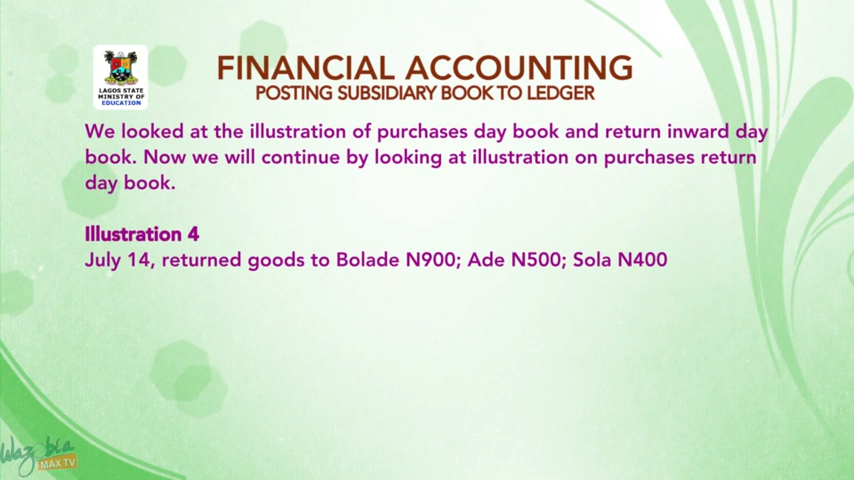 FINANCIAL ACCOUNTING
POSTING SUBSIDIARY BOOK TO LEDGER
LAGOS STATE
MINISTRY OF
EDUCATION
We looked at the illustration of purchases day book and return inward day
book. Now we will continue by looking at illustration on purchases return
day book.
Illustration 4
July 14, returned goods to Bolade N900; Ade N500; Sola N400
Wazobia
MAX TV